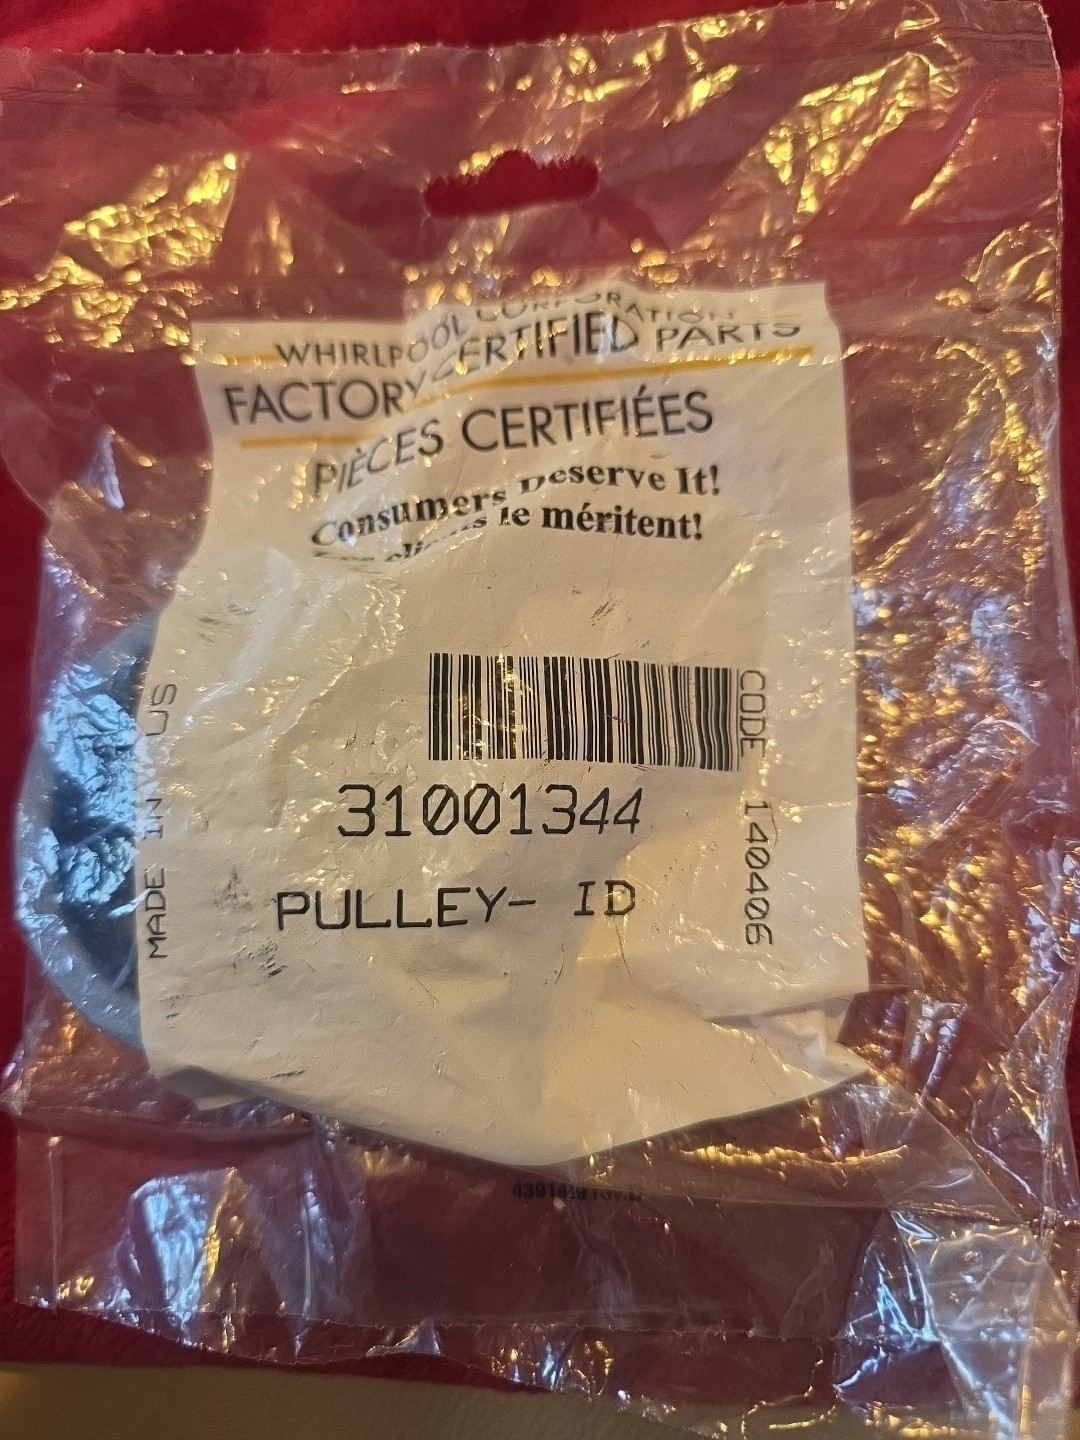 WHIRLPOOL CORPORATION
FACTORY CERTIFIED PARTS
PIÈCES CERTIFIÉES
Consumers Deserve It!
le méritent!
31001344
PULLEY- ID
MADE IN US
CODE 140406